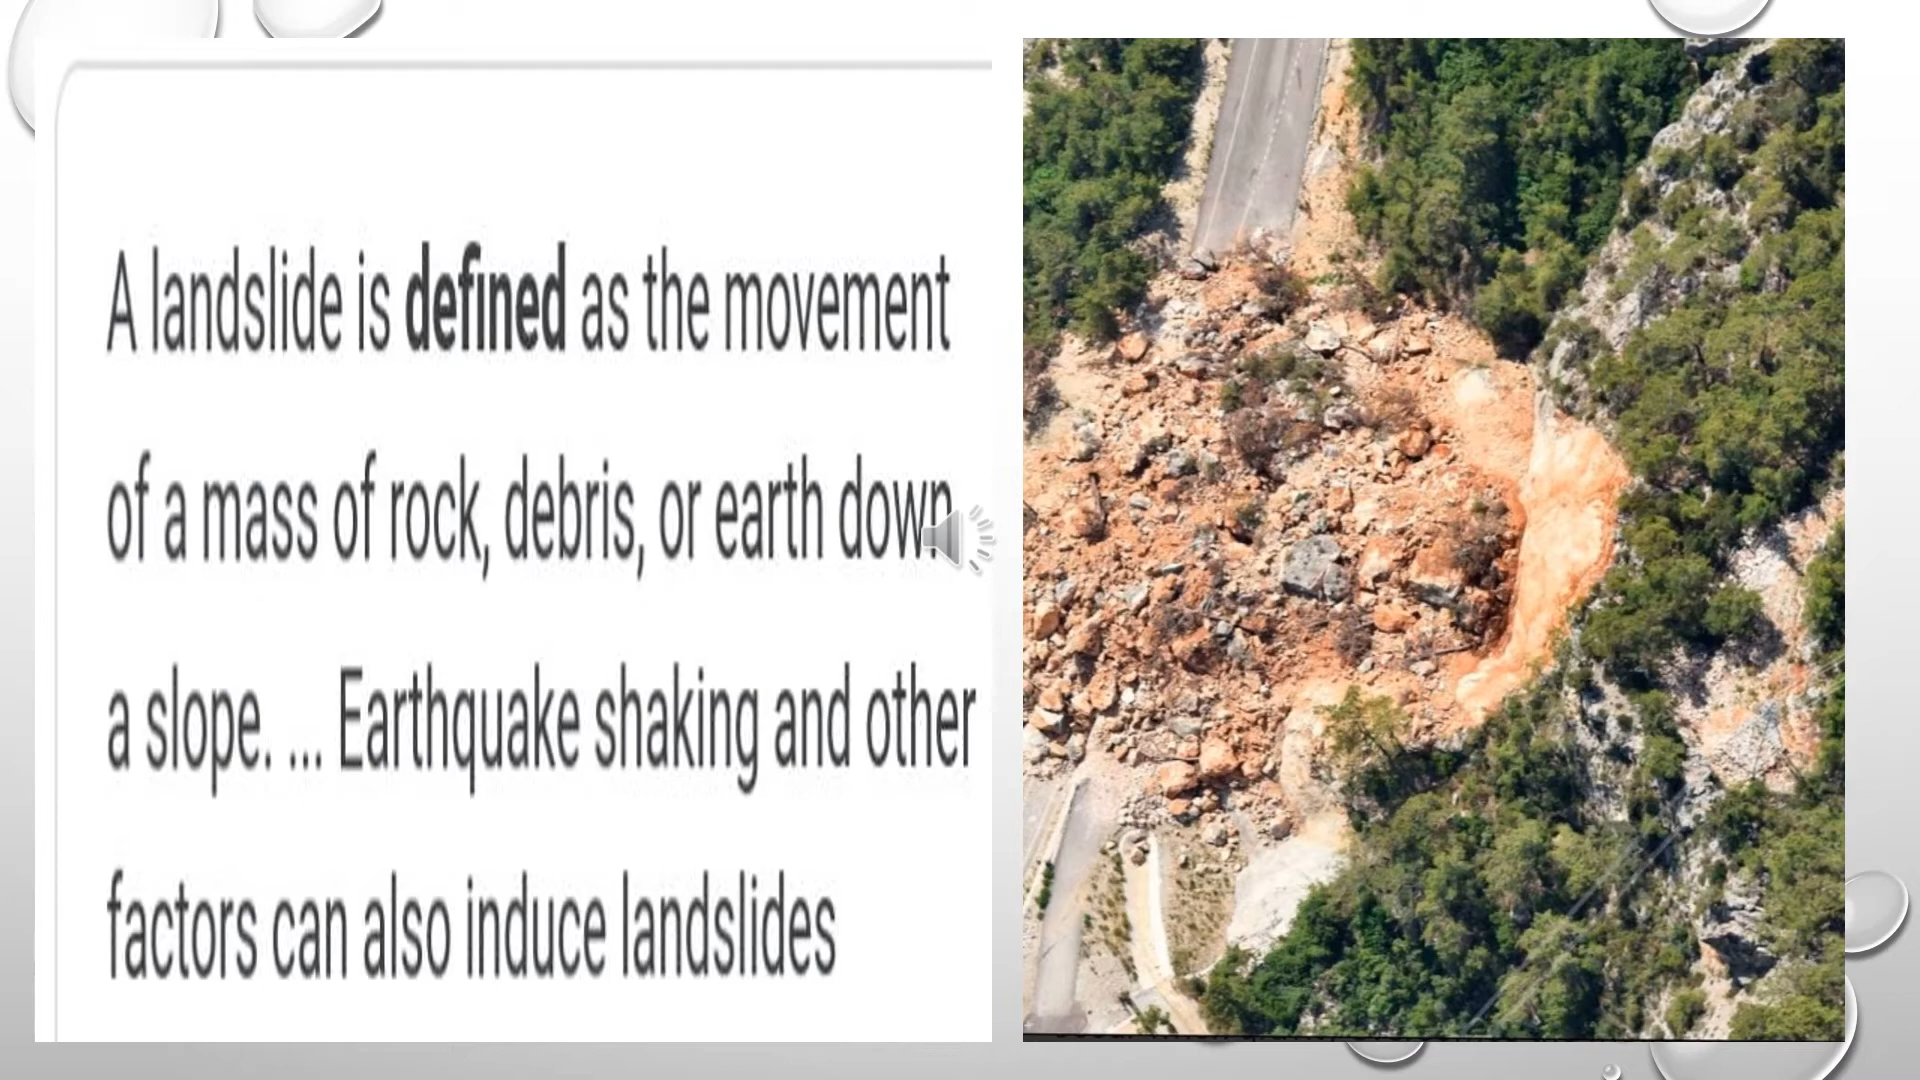 A landslide is defined as the movement
of a mass of rock, debris, or earth down
a slope. ... Earthquake shaking and other
factors can also induce landslides